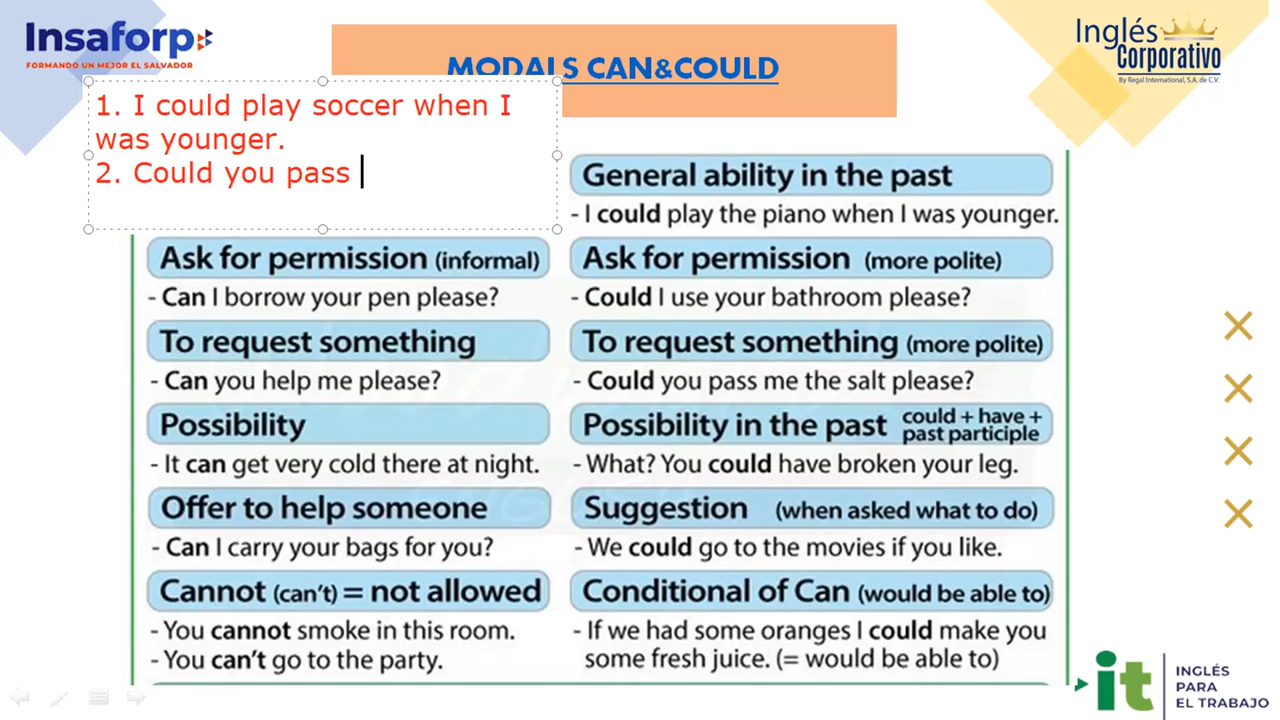 Insaforp
FORMANDO UN MEJOR EL SALVADOR
MODALS CAN&COULD
Inglés
Corporativo
By Regal International, S.A. de C.V.
1. I could play soccer when I
was younger.
2. Could you pass
General ability in the past
- I could play the piano when I was younger.
Ask for permission (informal)
- Can I borrow your pen please?
Ask for permission (more polite)
- Could I use your bathroom please?
To request something
- Can you help me please?
To request something (more polite)
- Could you pass me the salt please?
Possibility
- It can get very cold there at night.
Possibility in the past could + have +
past participle
- What? You could have broken your leg.
Offer to help someone
- Can I carry your bags for you?
Suggestion (when asked what to do)
- We could go to the movies if you like.
Cannot (can't) = not allowed
- You cannot smoke in this room.
- You can't go to the party.
Conditional of Can (would be able to)
- If we had some oranges I could make you
some fresh juice. (= would be able to)
it
INGLÉS
PARA
EL TRABAJO